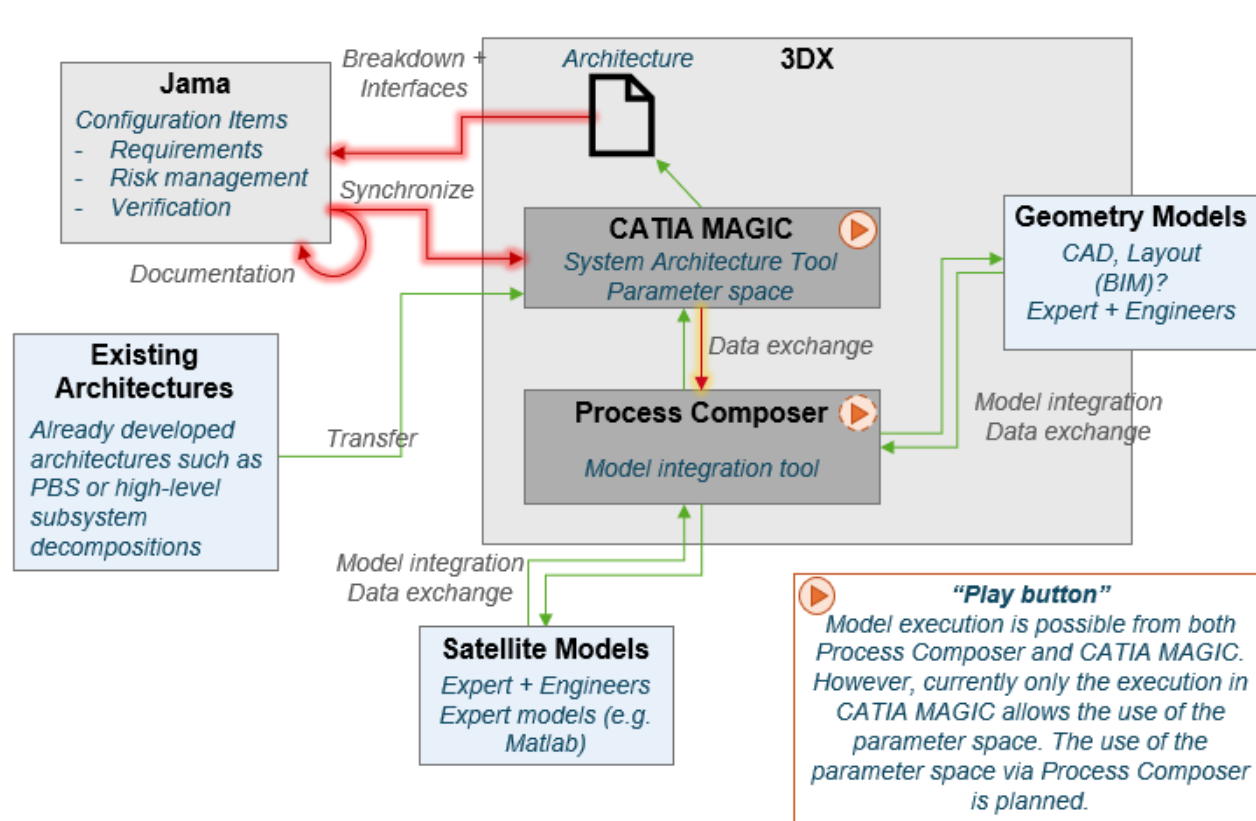 Breakdown +
Interfaces
Architecture
3DX
Jama
Configuration Items
- Requirements
- Risk management
- Verification
Synchronize
Documentation
CATIA MAGIC
System Architecture Tool
Parameter space
Geometry Models
CAD, Layout
(BIM)?
Expert + Engineers
Existing
Architectures
Already developed
architectures such as
PBS or high-level
subsystem
decompositions
Transfer
Data exchange
Process Composer
Model integration tool
Model integration
Data exchange
Model integration
Data exchange
Satellite Models
Expert + Engineers
Expert models (e.g.
Matlab)
“Play button”
Model execution is possible from both
Process Composer and CATIA MAGIC.
However, currently only the execution in
CATIA MAGIC allows the use of the
parameter space. The use of the
parameter space via Process Composer
is planned.